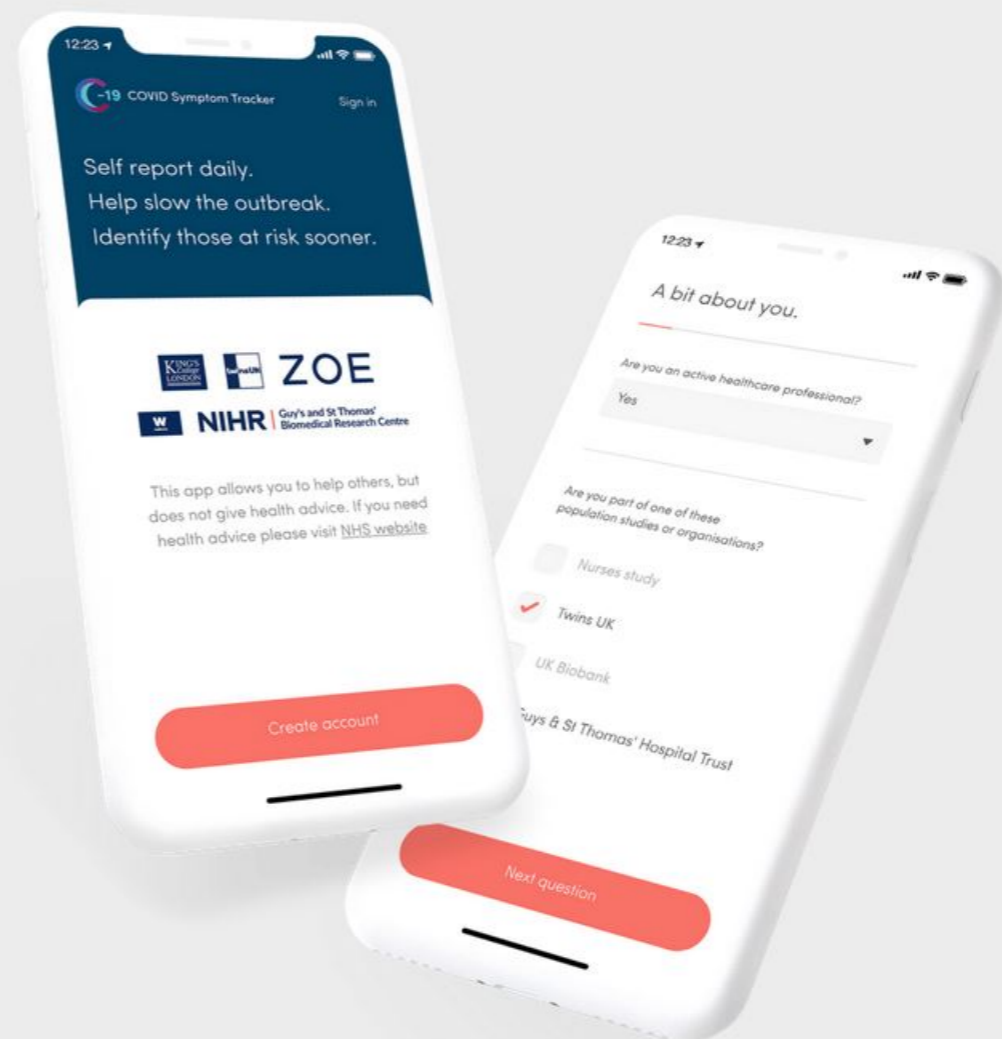 12:23
C-19 COVID Symptom Tracker
Sign in
Self report daily.
Help slow the outbreak.
Identify those at risk sooner.
KING'S
College
LONDON
TwinsUK
ZOE
W
NIHR | Guy's and St Thomas'
Biomedical Research Centre
This app allows you to help others, but
does not give health advice. If you need
health advice please visit NHS website
Create account
12:23
A bit about you.
Are you an active healthcare professional?
Yes
Are you part of one of these
population studies or organisations?
Nurses study
Twins UK
UK Biobank
Guys & St Thomas' Hospital Trust
Next question